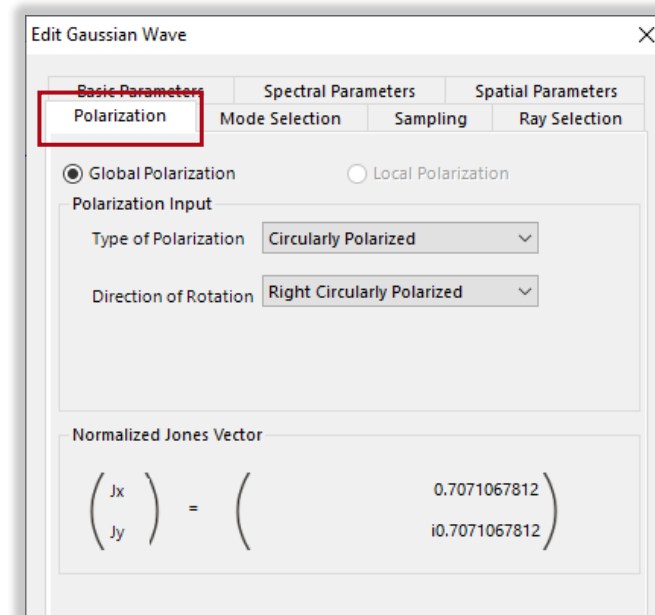 Edit Gaussian Wave
Basic Parameters Spectral Parameters Spatial Parameters
Polarization Mode Selection Sampling Ray Selection
Global Polarization Local Polarization
Polarization Input
Type of Polarization Circularly Polarized
Direction of Rotation Right Circularly Polarized
Normalized Jones Vector
Jx 0.7071067812
=
Jy i0.7071067812